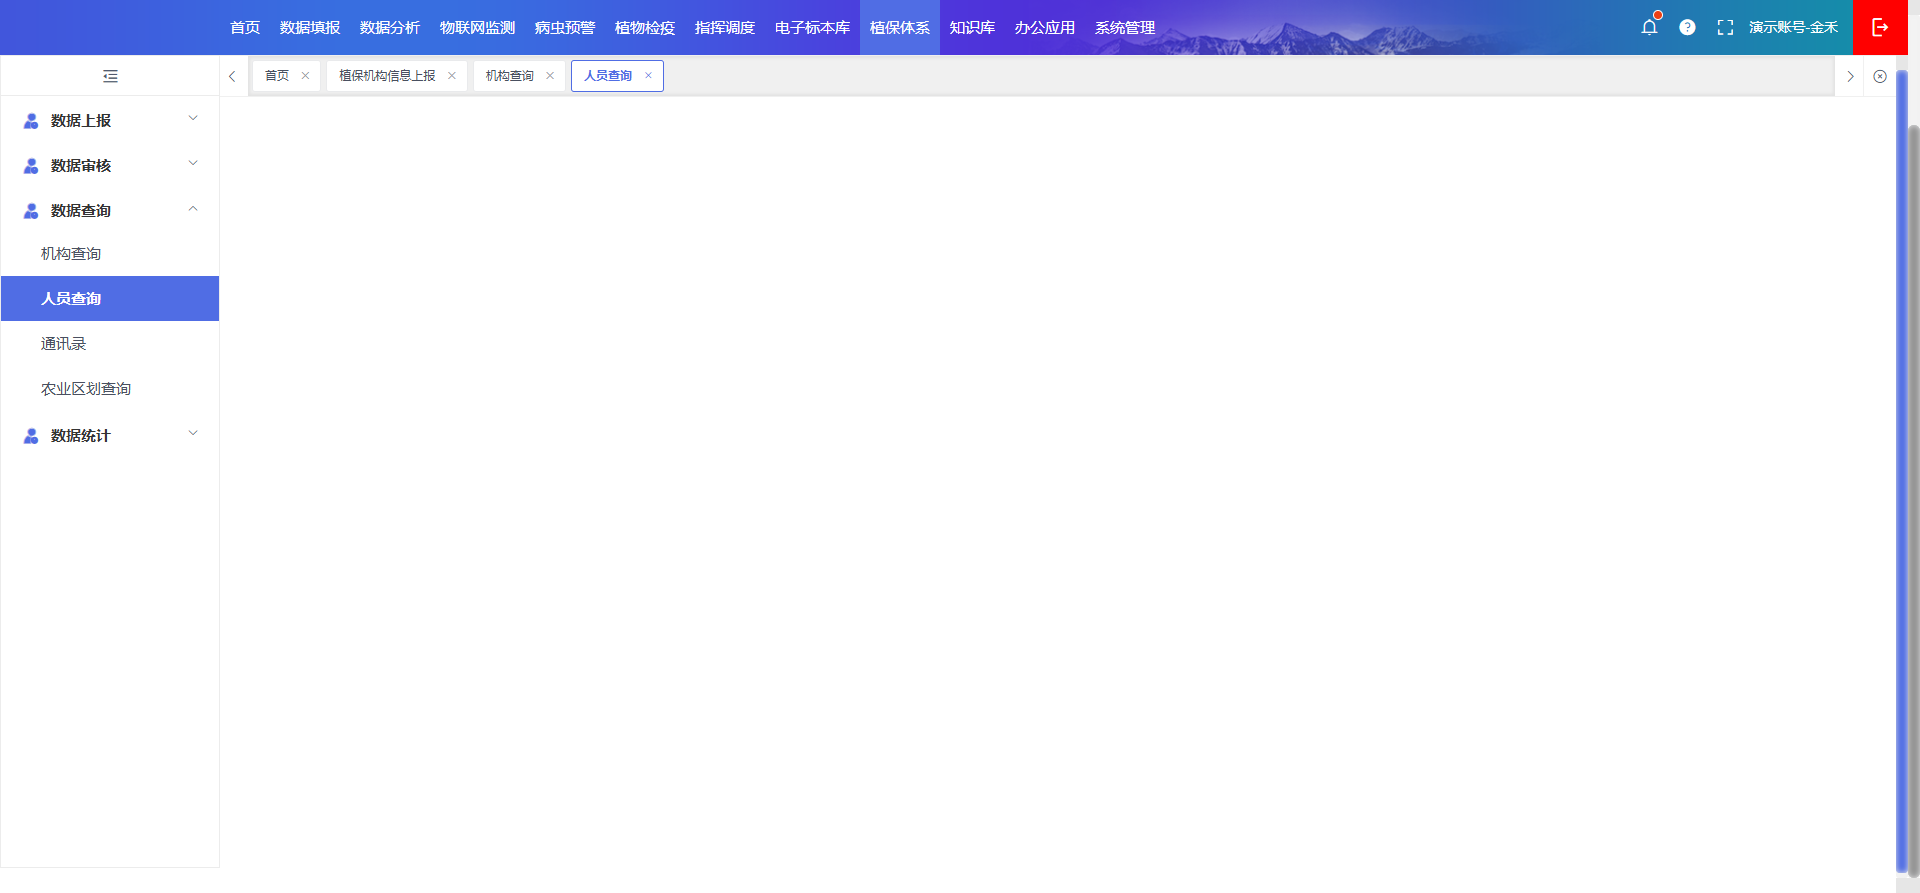 首页 数据填报 数据分析 物联网监测 病虫预警 植物检疫 指挥调度 电子标本库 植保体系 知识库 办公应用 系统管理 演示账号-金禾
首页 植保机构信息上报 机构查询 人员查询
数据上报
数据审核
数据查询
机构查询
人员查询
通讯录
农业区划查询
数据统计